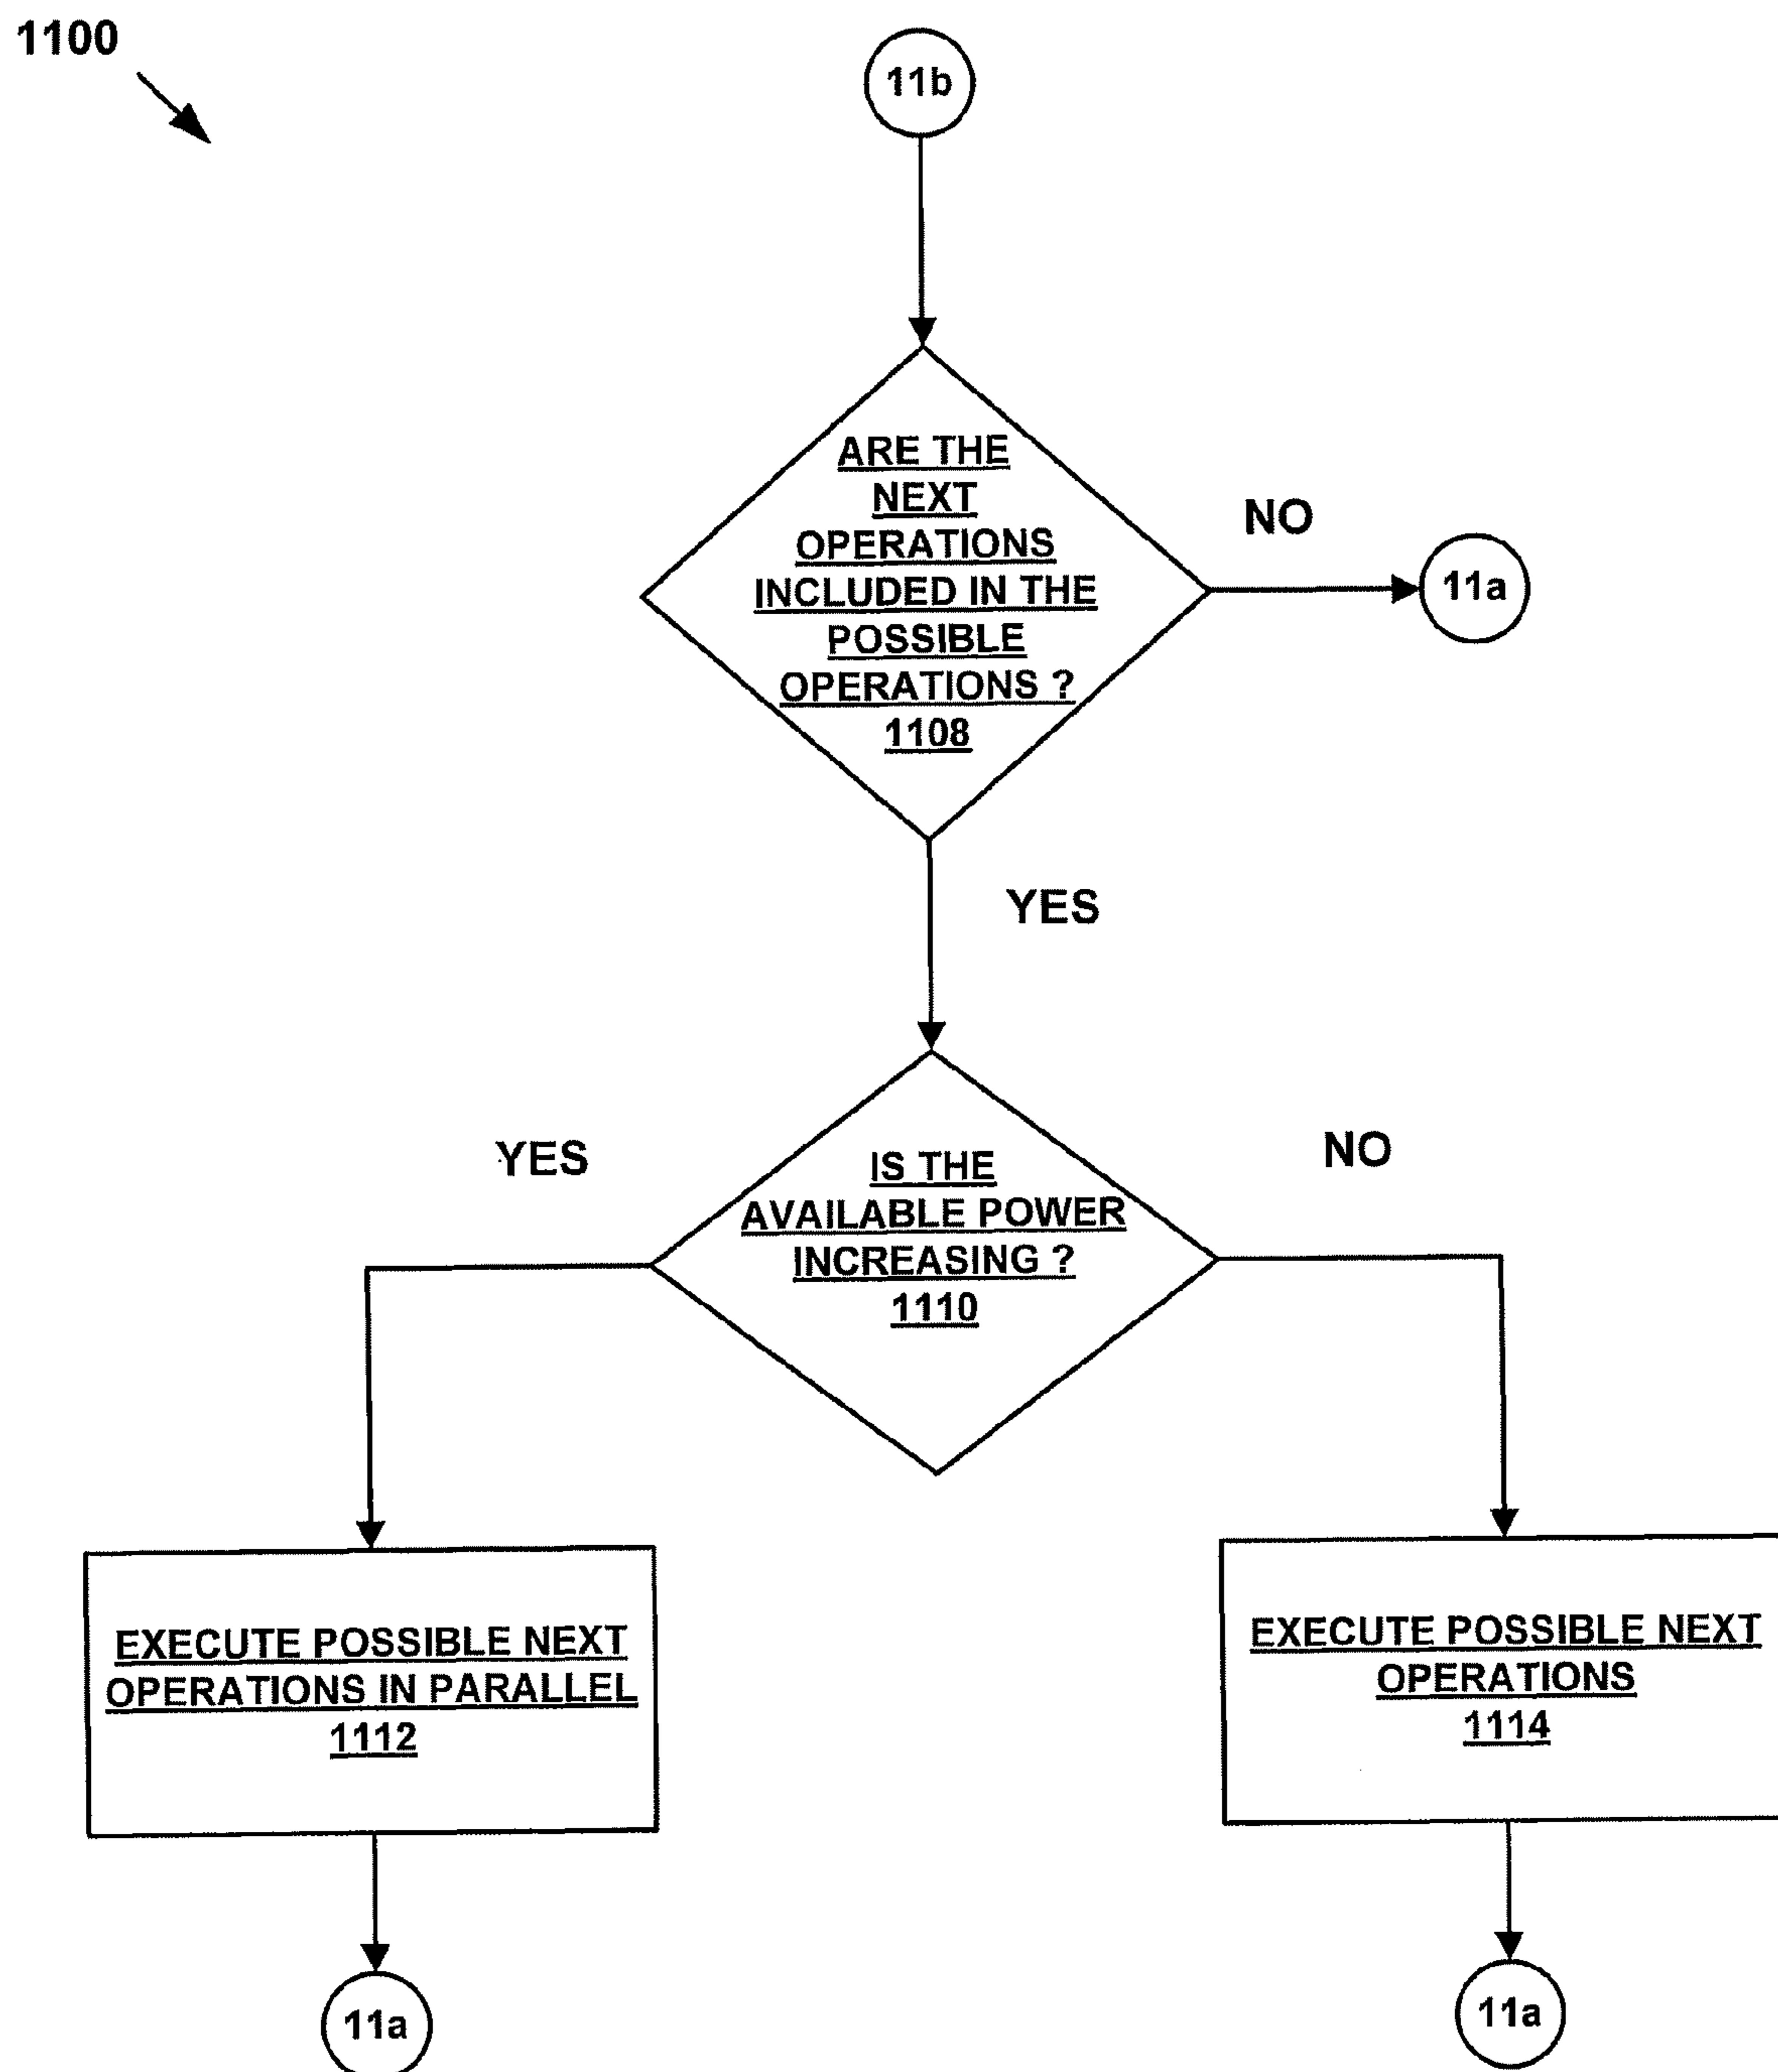 1100
11b
ARE THE
NEXT
OPERATIONS
INCLUDED IN THE
POSSIBLE
OPERATIONS ?
1108
NO
11a
YES
IS THE
AVAILABLE POWER
INCREASING ?
1110
YES
NO
EXECUTE POSSIBLE NEXT
OPERATIONS IN PARALLEL
1112
EXECUTE POSSIBLE NEXT
OPERATIONS
1114
11a
11a